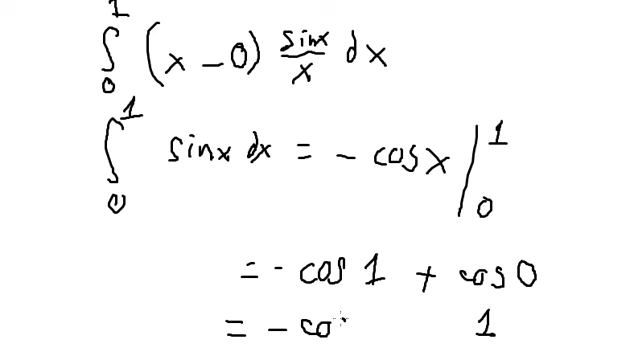 ∫₀¹ (x − 0) sinx/x dx
∫₀¹ sinx dx = − cosx |₀¹
= − cos 1 + cos 0
= − co 1